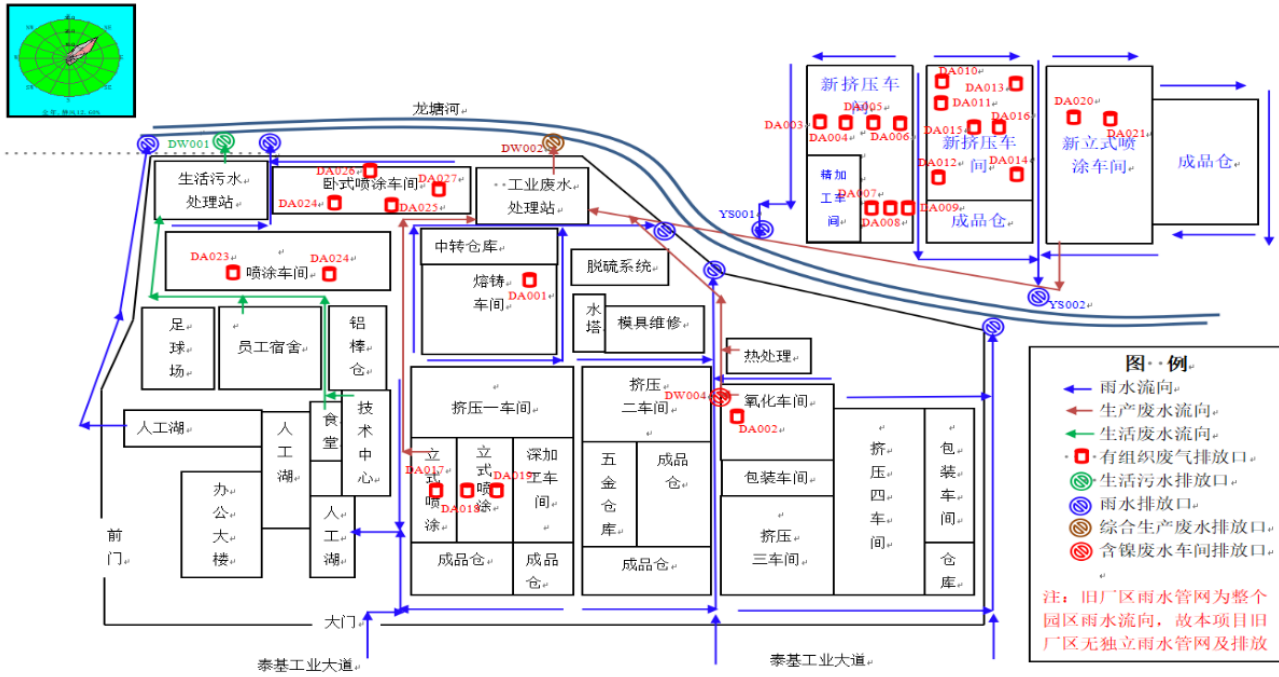 龙塘河
DW001
DW002
生活污水
处理站
卧式喷涂车间
DA026
DA027
DA024
DA025
工业废水
处理站
DA023
DA024
喷涂车间
中转仓库
熔铸
车间
DA001
脱硫系统
水塔
模具维修
热处理
足球场
员工宿舍
铝棒仓
人工湖
人工湖
食堂
技术中心
人工湖
办公大楼
前门
大门
挤压一车间
立式喷涂
立式喷涂
深加工车间
DA017
DA018
DA019
成品仓
成品仓
挤压
二车间
五金仓库
成品仓
成品仓
DW004
氧化车间
DA002
包装车间
挤压
三车间
挤压四车间
包装车间
仓库
泰基工业大道
泰基工业大道
新挤压车间
DA003
DA004
DA005
DA006
精加工车间
DA007
DA008
DA009
YS001
DA010
DA013
DA011
DA016
DA015
新挤压车间
DA012
DA014
成品仓
DA020
DA021
新立式喷
涂车间
成品仓
YS002
图例
雨水流向
生产废水流向
生活废水流向
有组织废气排放口
生活污水排放口
雨水排放口
综合生产废水排放口
含镍废水车间排放口
注：旧厂区雨水管网为整个
园区雨水流向，故本项目旧
厂区无独立雨水管网及排放